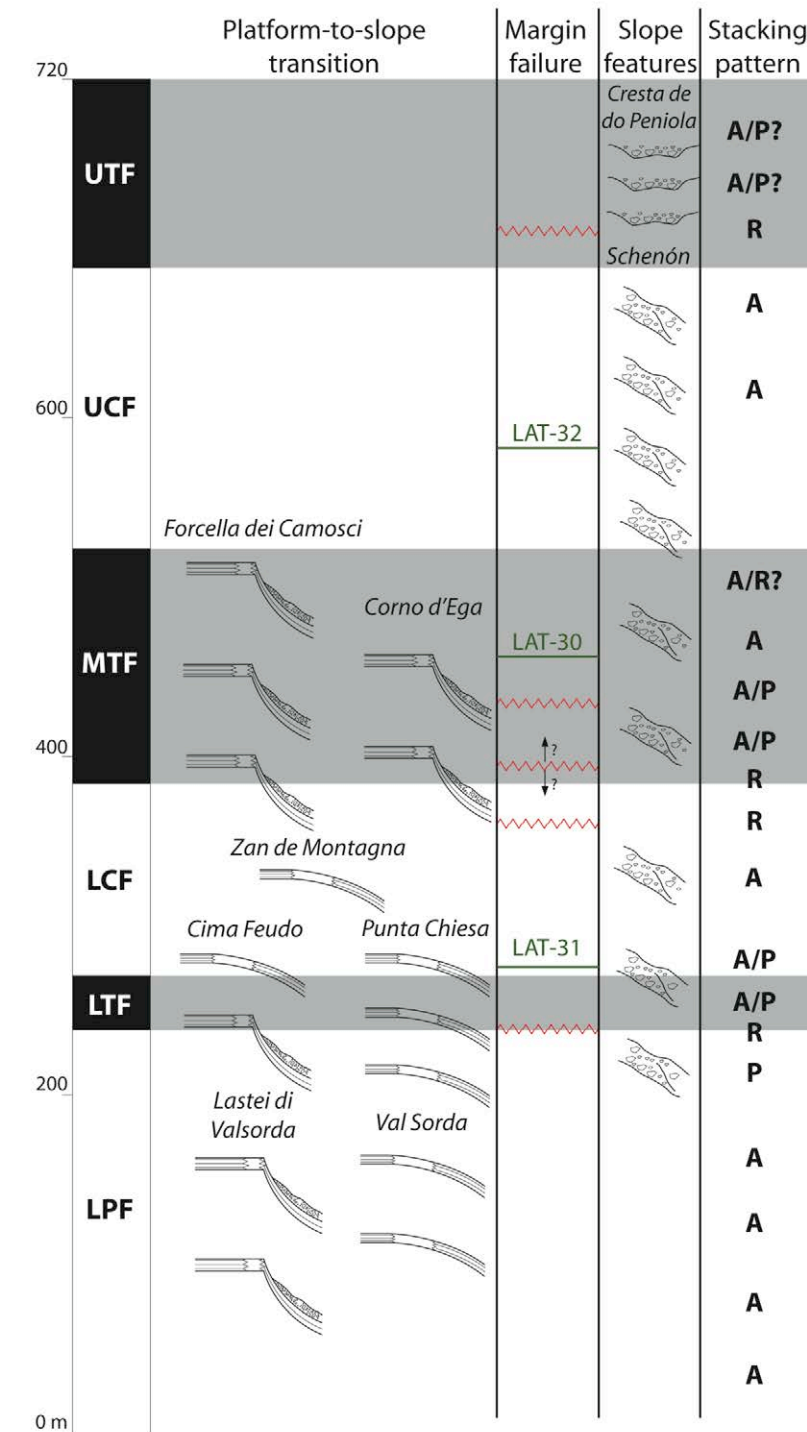 Platform-to-slope
transition
Margin
failure
Slope
features
Stacking
pattern
720
UTF
Cresta de
do Peniola
A/P?
A/P?
R
Schenón
A
600
UCF
A
LAT-32
Forcella dei Camosci
A/R?
Corno d'Ega
MTF
LAT-30
A
A/P
?
A/P
400
R
?
R
Zan de Montagna
LCF
A
Cima Feudo
Punta Chiesa
LAT-31
A/P
LTF
A/P
R
200
P
Lastei di
Valsorda
Val Sorda
A
LPF
A
A
A
0 m